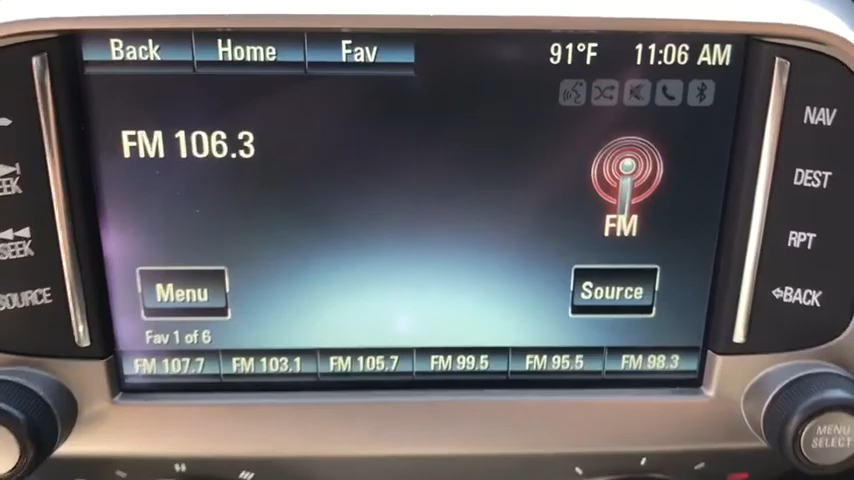 Back Home Fav 91°F 11:06 AM
FM 106.3
FM
Menu Source
Fav 1 of 6
FM 107.7 FM 103.1 FM 105.7 FM 99.5 FM 95.5 FM 98.3
SEEK
SEEK
SOURCE
NAV
DEST
RPT
BACK
MENU
SELECT